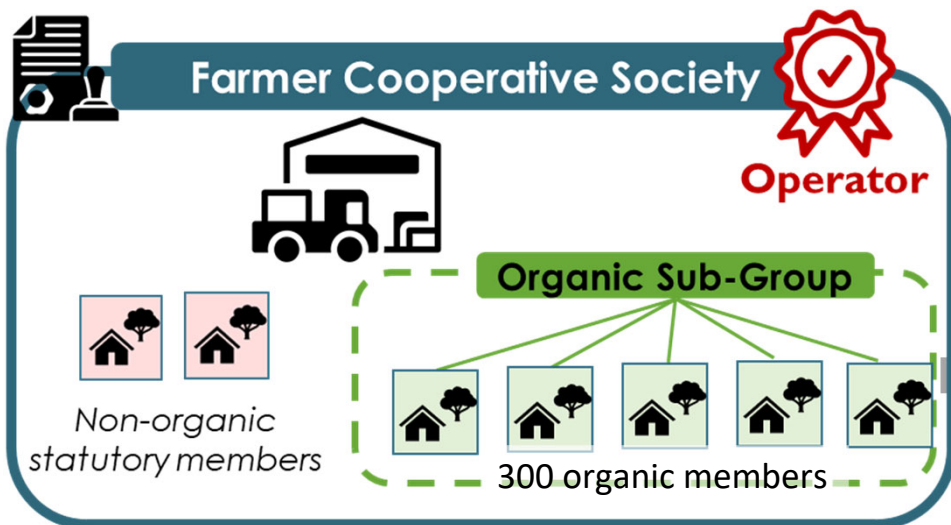 Farmer Cooperative Society
Operator
Organic Sub-Group
Non-organic
statutory members
300 organic members